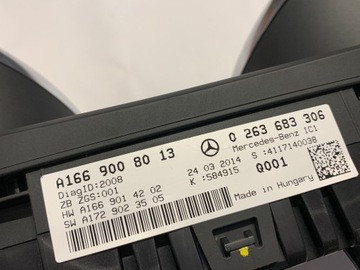 A166 900 80 13
0 263 683 306
Mercedes-Benz IC1
DiagID:2008
ZB ZGS:001
HW A166 901 42 02
SW A172 902 35 05
24 03 2014
S :4117140038
K :584915
Q001
Made in Hungary